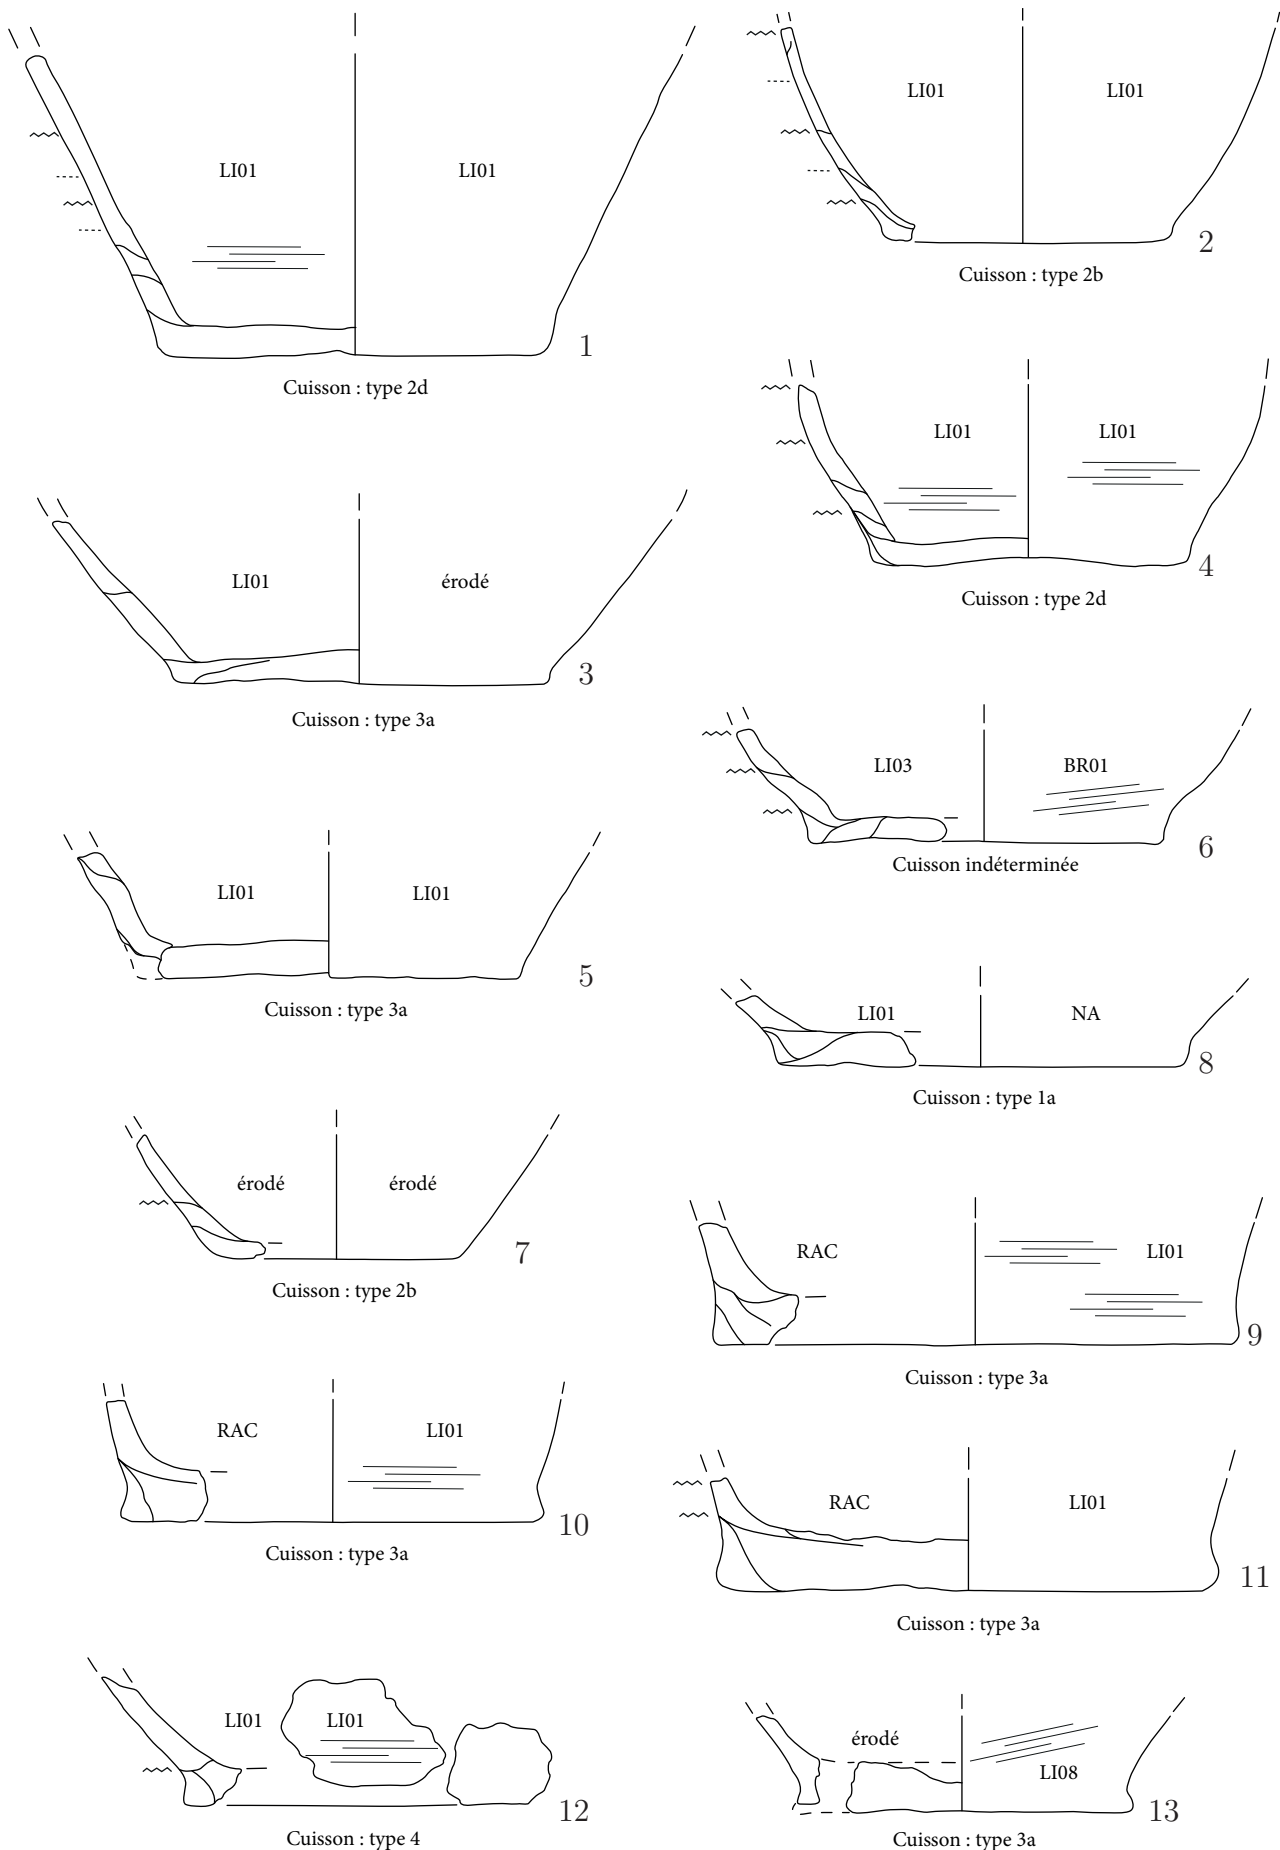 LI01 LI01
1
Cuisson : type 2d
LI01 LI01
2
Cuisson : type 2b
LI01 érodé
3
Cuisson : type 3a
LI01 LI01
4
Cuisson : type 2d
LI01 LI01
5
Cuisson : type 3a
LI03 BR01
6
Cuisson indéterminée
érodé érodé
7
Cuisson : type 2b
LI01 NA
8
Cuisson : type 1a
RAC LI01
9
Cuisson : type 3a
RAC LI01
10
Cuisson : type 3a
RAC LI01
11
Cuisson : type 3a
LI01 LI01
12
Cuisson : type 4
érodé
LI08
13
Cuisson : type 3a